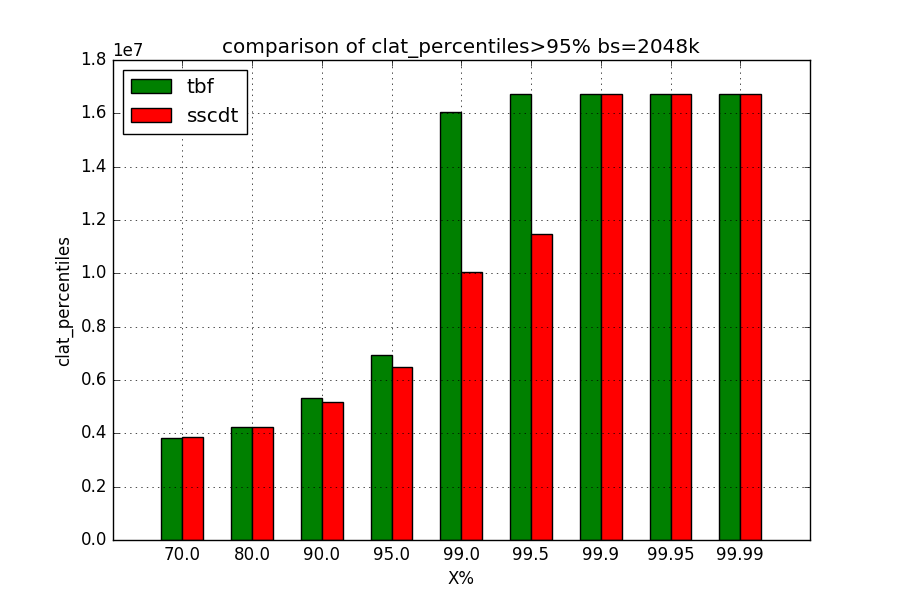 comparison of clat_percentiles>95% bs=2048k
1e7
1.8
1.6
1.4
1.2
1.0
0.8
0.6
0.4
0.2
0.0
clat_percentiles
tbf
sscdt
70.0 80.0 90.0 95.0 99.0 99.5 99.9 99.95 99.99
X%